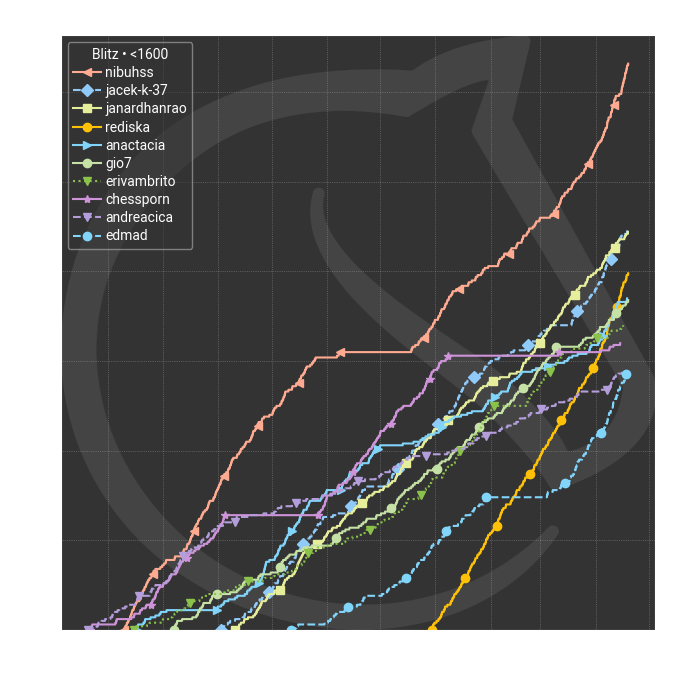 Blitz • <1600
nibuhss
jacek-k-37
janardhanrao
rediska
anactacia
gio7
erivambrito
chessporn
andreacica
edmad